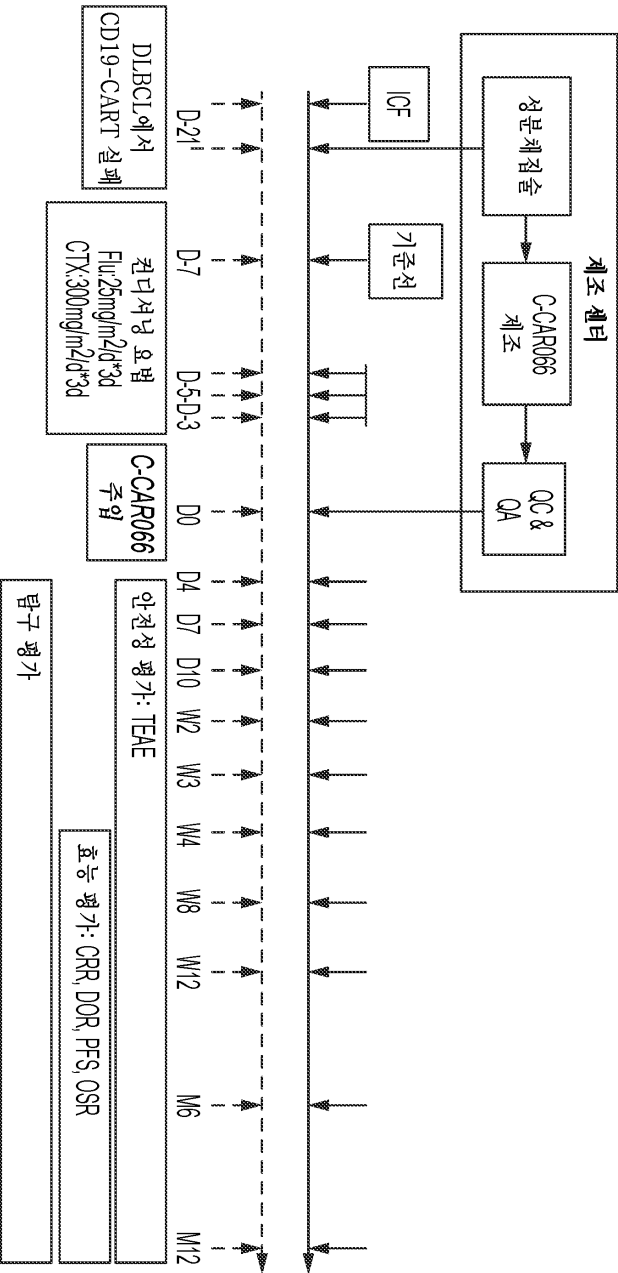 제조 센터
성분채집술
C-CAR066
제조
QC &
QA
ICF
기준선
D-21
D-7
D-5-D-3
D0
D4
D7
D10
W2
W3
W4
W8
W12
M6
M12
DLBCL에서
CD19-CART 실패
컨디셔닝 요법
Flu:25mg/m2/d*3d
CTX:300mg/m2/d*3d
C-CAR066
주입
안전성 평가: TEAE
효능 평가: CRR, DOR, PFS, OSR
탐구 평가